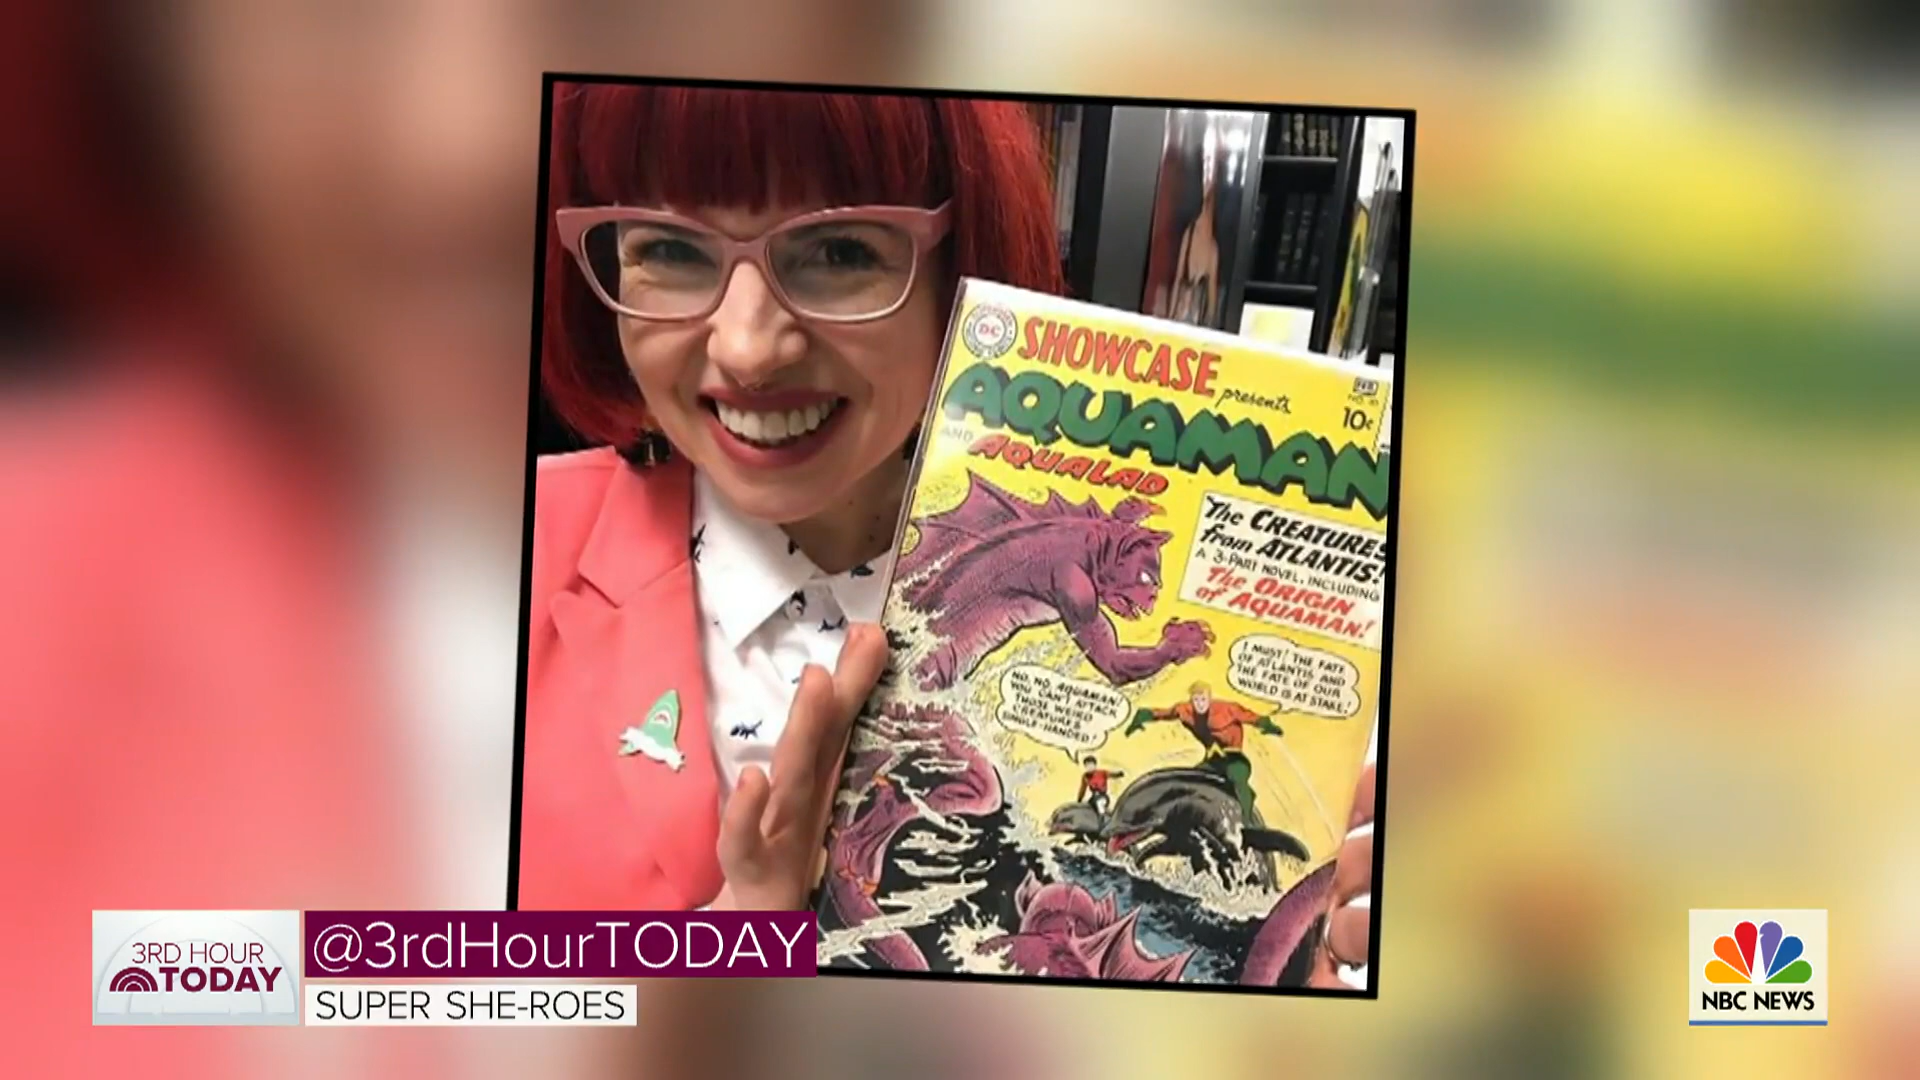 DC
SHOWCASE
presents
10¢
AQUAMAN
AND
AQUALAD
The CREATURES
from ATLANTIS!
A 3-PART NOVEL, INCLUDING
The ORIGIN
of AQUAMAN!
I MUST! THE FATE
OF ATLANTIS AND
THE FATE OF OUR
WORLD IS AT STAKE!
NO, NO, AQUAMAN!
YOU CAN'T ATTACK
THOSE WEIRD
CREATURES
SINGLE-HANDED!
3RD HOUR
TODAY
@3rdHourTODAY
SUPER SHE-ROES
NBC NEWS